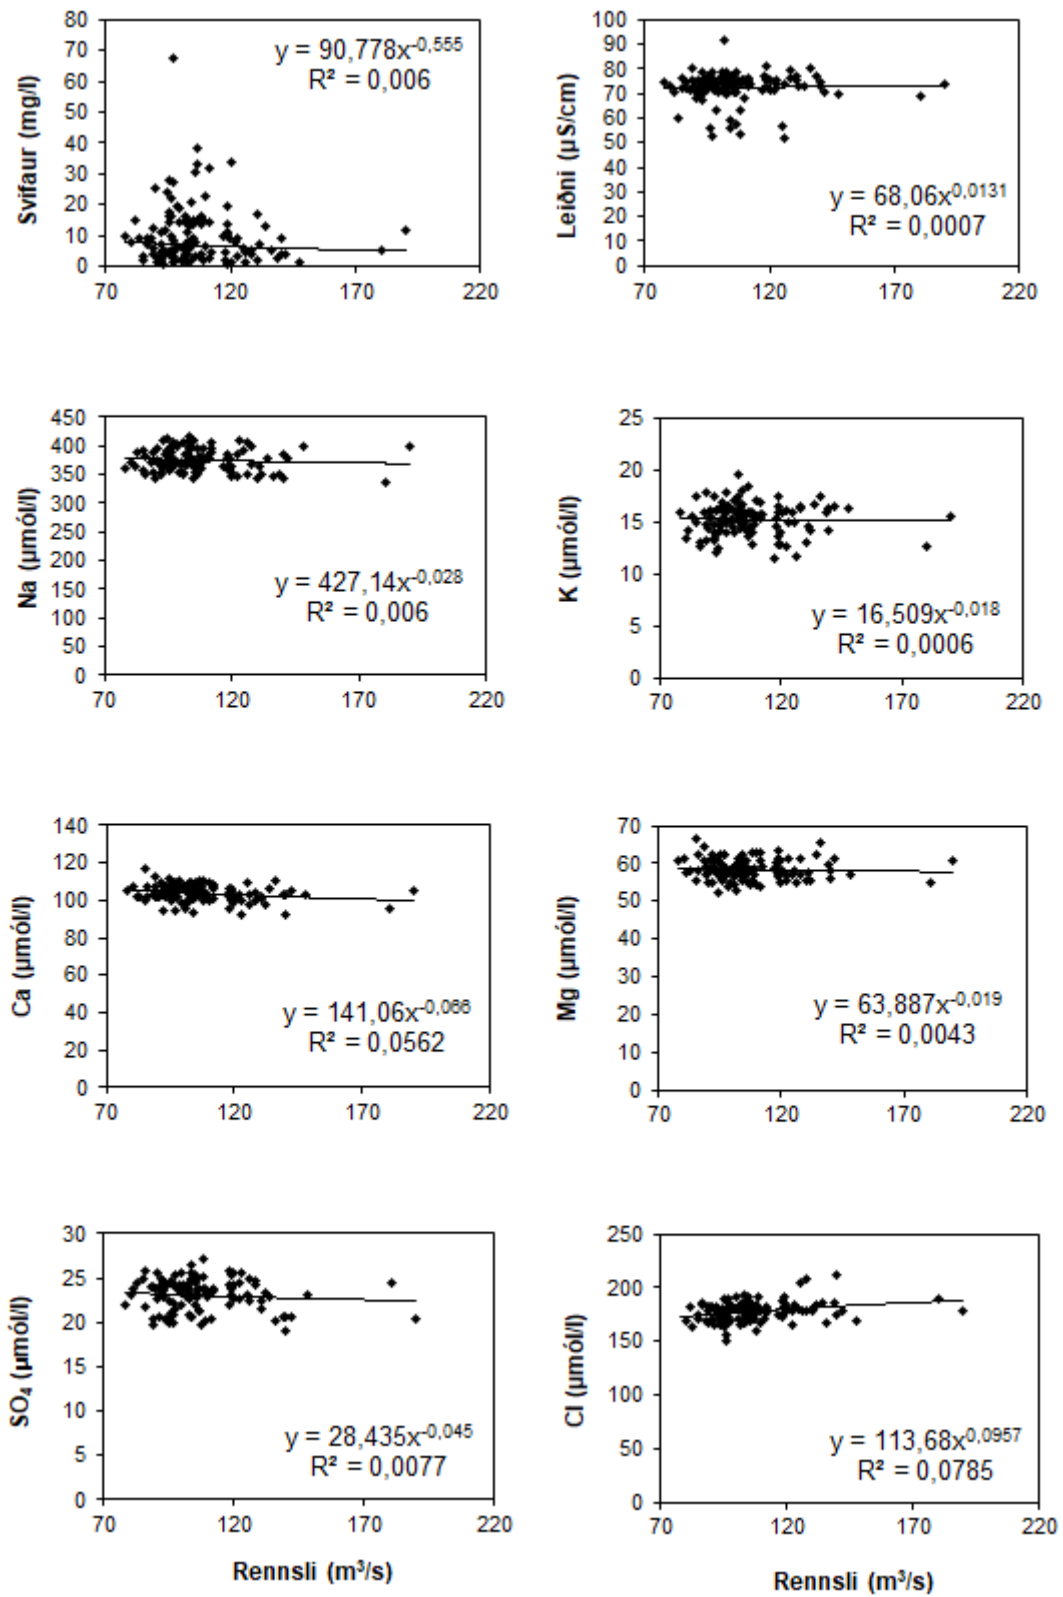 80
70
60
50
40
30
20
10
0
Svifaur (mg/l)
y = 90,778x^-0,555
R² = 0,006
70 120 170 220
100
90
80
70
60
50
40
30
20
10
0
Leiðni (µS/cm)
y = 68,06x^0,0131
R² = 0,0007
70 120 170 220
450
400
350
300
250
200
150
100
50
0
Na (µmól/l)
y = 427,14x^-0,028
R² = 0,006
70 120 170 220
25
20
15
10
5
0
K (µmól/l)
y = 16,509x^-0,018
R² = 0,0006
70 120 170 220
140
120
100
80
60
40
20
0
Ca (µmól/l)
y = 141,06x^-0,066
R² = 0,0562
70 120 170 220
70
60
50
40
30
20
10
0
Mg (µmól/l)
y = 63,887x^-0,019
R² = 0,0043
70 120 170 220
30
25
20
15
10
5
0
SO₄ (µmól/l)
y = 28,435x^-0,045
R² = 0,0077
70 120 170 220
Rennsli (m³/s)
250
200
150
100
50
0
Cl (µmól/l)
y = 113,68x^0,0957
R² = 0,0785
70 120 170 220
Rennsli (m³/s)